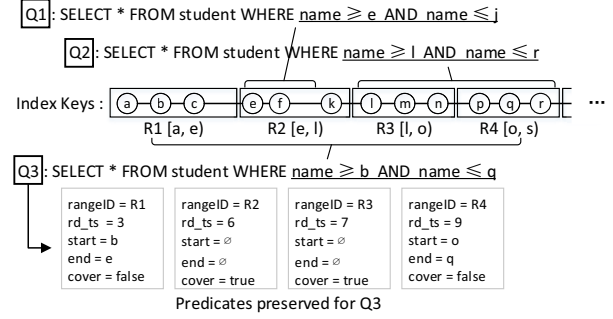 Q1: SELECT * FROM student WHERE name ≥ e AND name ≤ j
Q2: SELECT * FROM student WHERE name ≥ l AND name ≤ r
Index Keys : a b c e f k l m n p q r ...
R1 [a, e) R2 [e, l) R3 [l, o) R4 [o, s)
Q3: SELECT * FROM student WHERE name ≥ b AND name ≤ q
rangeID = R1
rd_ts = 3
start = b
end = e
cover = false
rangeID = R2
rd_ts = 6
start = ∅
end = ∅
cover = true
rangeID = R3
rd_ts = 7
start = ∅
end = ∅
cover = true
rangeID = R4
rd_ts = 9
start = o
end = q
cover = false
Predicates preserved for Q3